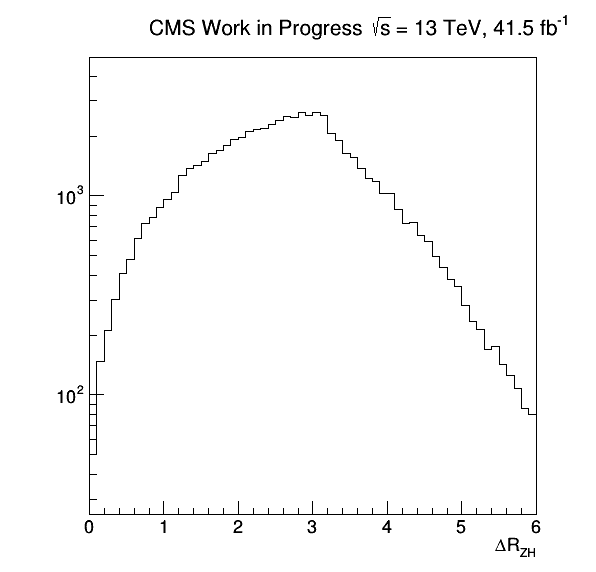 CMS Work in Progress √s = 13 TeV, 41.5 fb⁻¹
10³
10²
0 1 2 3 4 5 6
ΔR_ZH